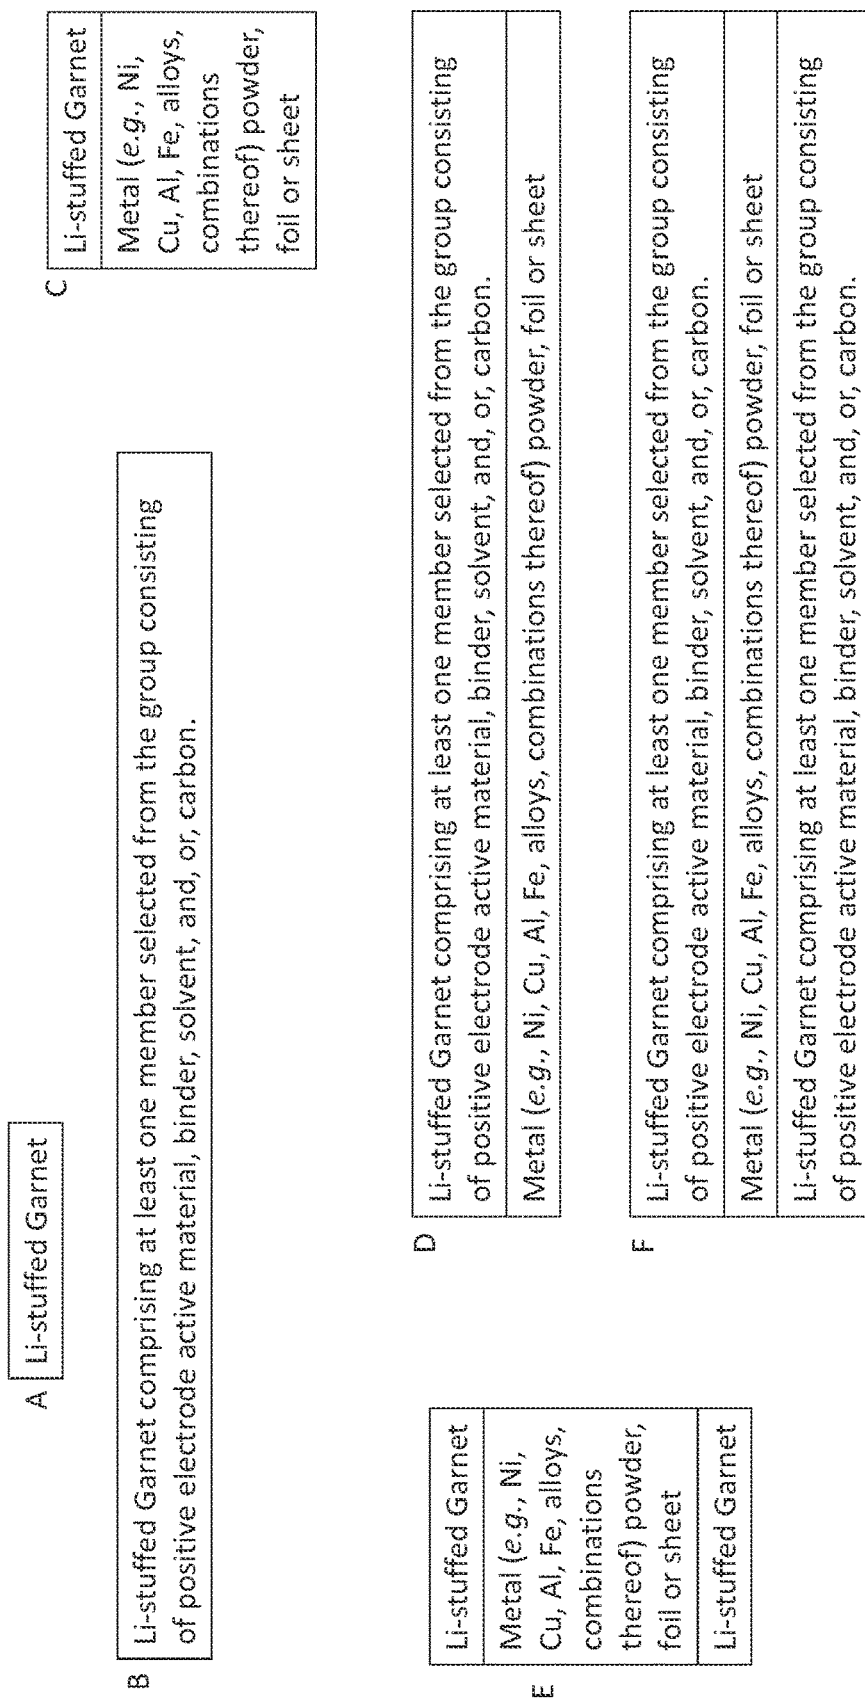 A
Li-stuffed Garnet
B
Li-stuffed Garnet comprising at least one member selected from the group consisting
of positive electrode active material, binder, solvent, and, or, carbon.
C
Li-stuffed Garnet
Metal (e.g., Ni,
Cu, Al, Fe, alloys,
combinations
thereof) powder,
foil or sheet
D
Li-stuffed Garnet comprising at least one member selected from the group consisting
of positive electrode active material, binder, solvent, and, or, carbon.
Metal (e.g., Ni, Cu, Al, Fe, alloys, combinations thereof) powder, foil or sheet
E
Li-stuffed Garnet
Metal (e.g., Ni,
Cu, Al, Fe, alloys,
combinations
thereof) powder,
foil or sheet
Li-stuffed Garnet
F
Li-stuffed Garnet comprising at least one member selected from the group consisting
of positive electrode active material, binder, solvent, and, or, carbon.
Metal (e.g., Ni, Cu, Al, Fe, alloys, combinations thereof) powder, foil or sheet
Li-stuffed Garnet comprising at least one member selected from the group consisting
of positive electrode active material, binder, solvent, and, or, carbon.